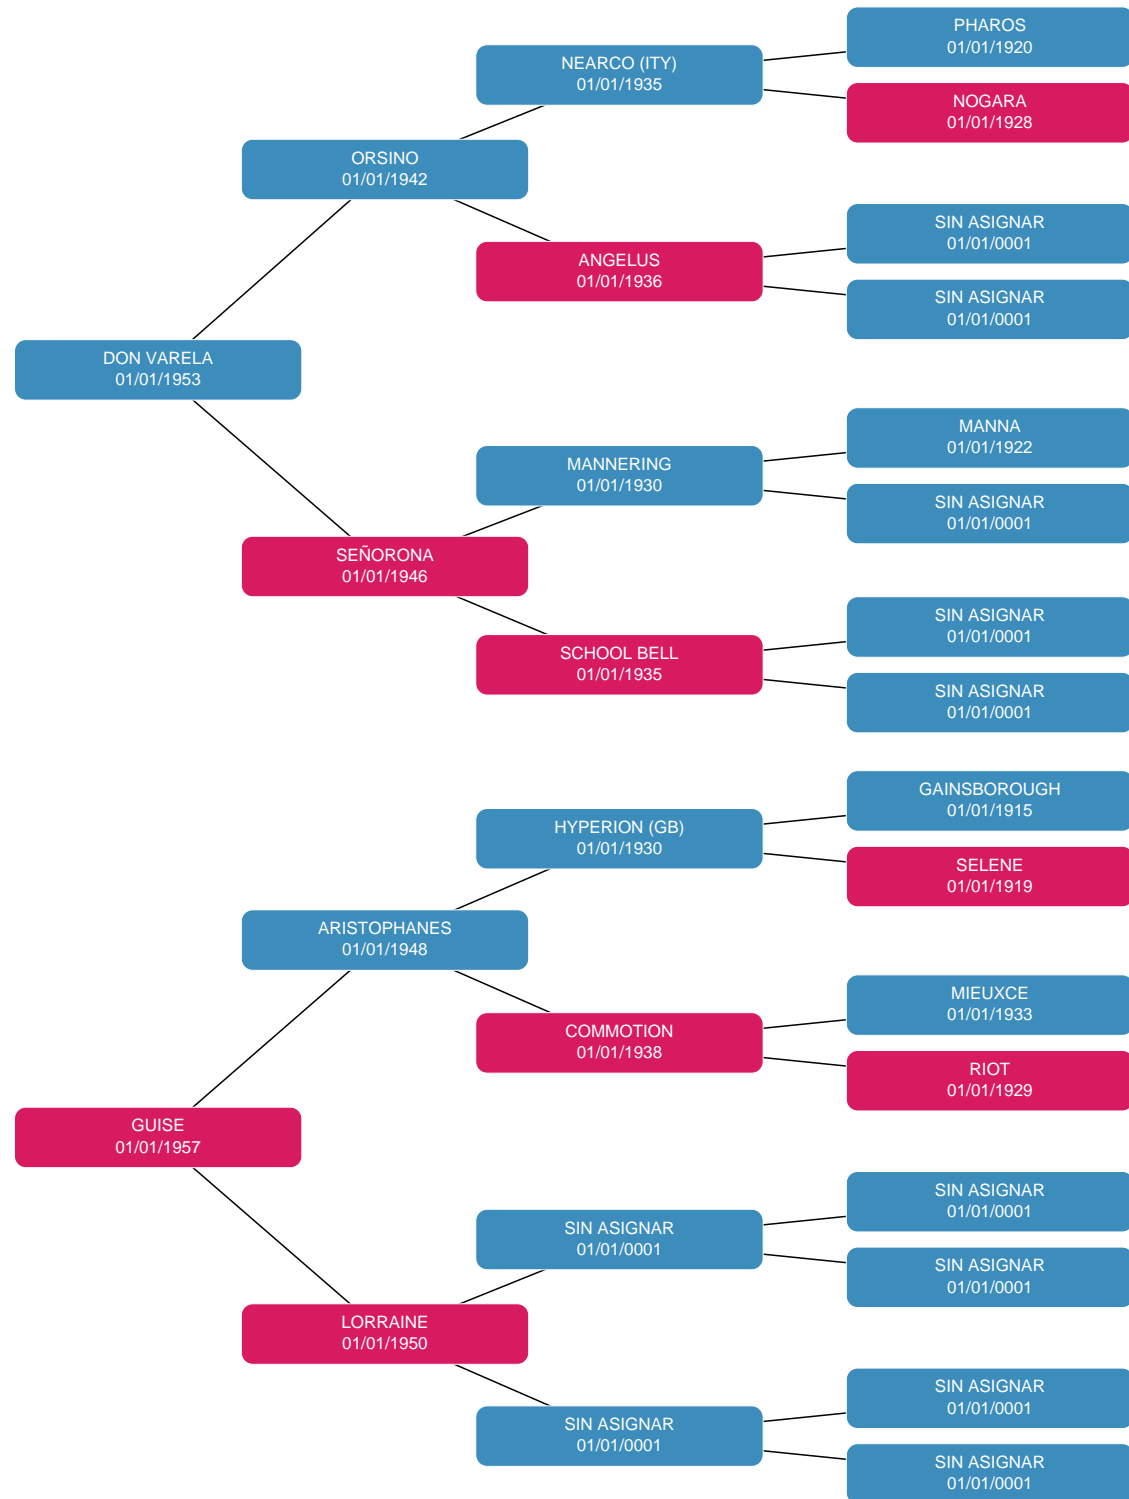 PHAROS
01/01/1920
NEARCO (ITY)
01/01/1935
NOGARA
01/01/1928
ORSINO
01/01/1942
SIN ASIGNAR
01/01/0001
ANGELUS
01/01/1936
SIN ASIGNAR
01/01/0001
DON VARELA
01/01/1953
MANNA
01/01/1922
MANNERING
01/01/1930
SIN ASIGNAR
01/01/0001
SEÑORONA
01/01/1946
SIN ASIGNAR
01/01/0001
SCHOOL BELL
01/01/1935
SIN ASIGNAR
01/01/0001
GAINSBOROUGH
01/01/1915
HYPERION (GB)
01/01/1930
SELENE
01/01/1919
ARISTOPHANES
01/01/1948
MIEUXCE
01/01/1933
COMMOTION
01/01/1938
RIOT
01/01/1929
GUISE
01/01/1957
SIN ASIGNAR
01/01/0001
SIN ASIGNAR
01/01/0001
SIN ASIGNAR
01/01/0001
LORRAINE
01/01/1950
SIN ASIGNAR
01/01/0001
SIN ASIGNAR
01/01/0001
SIN ASIGNAR
01/01/0001